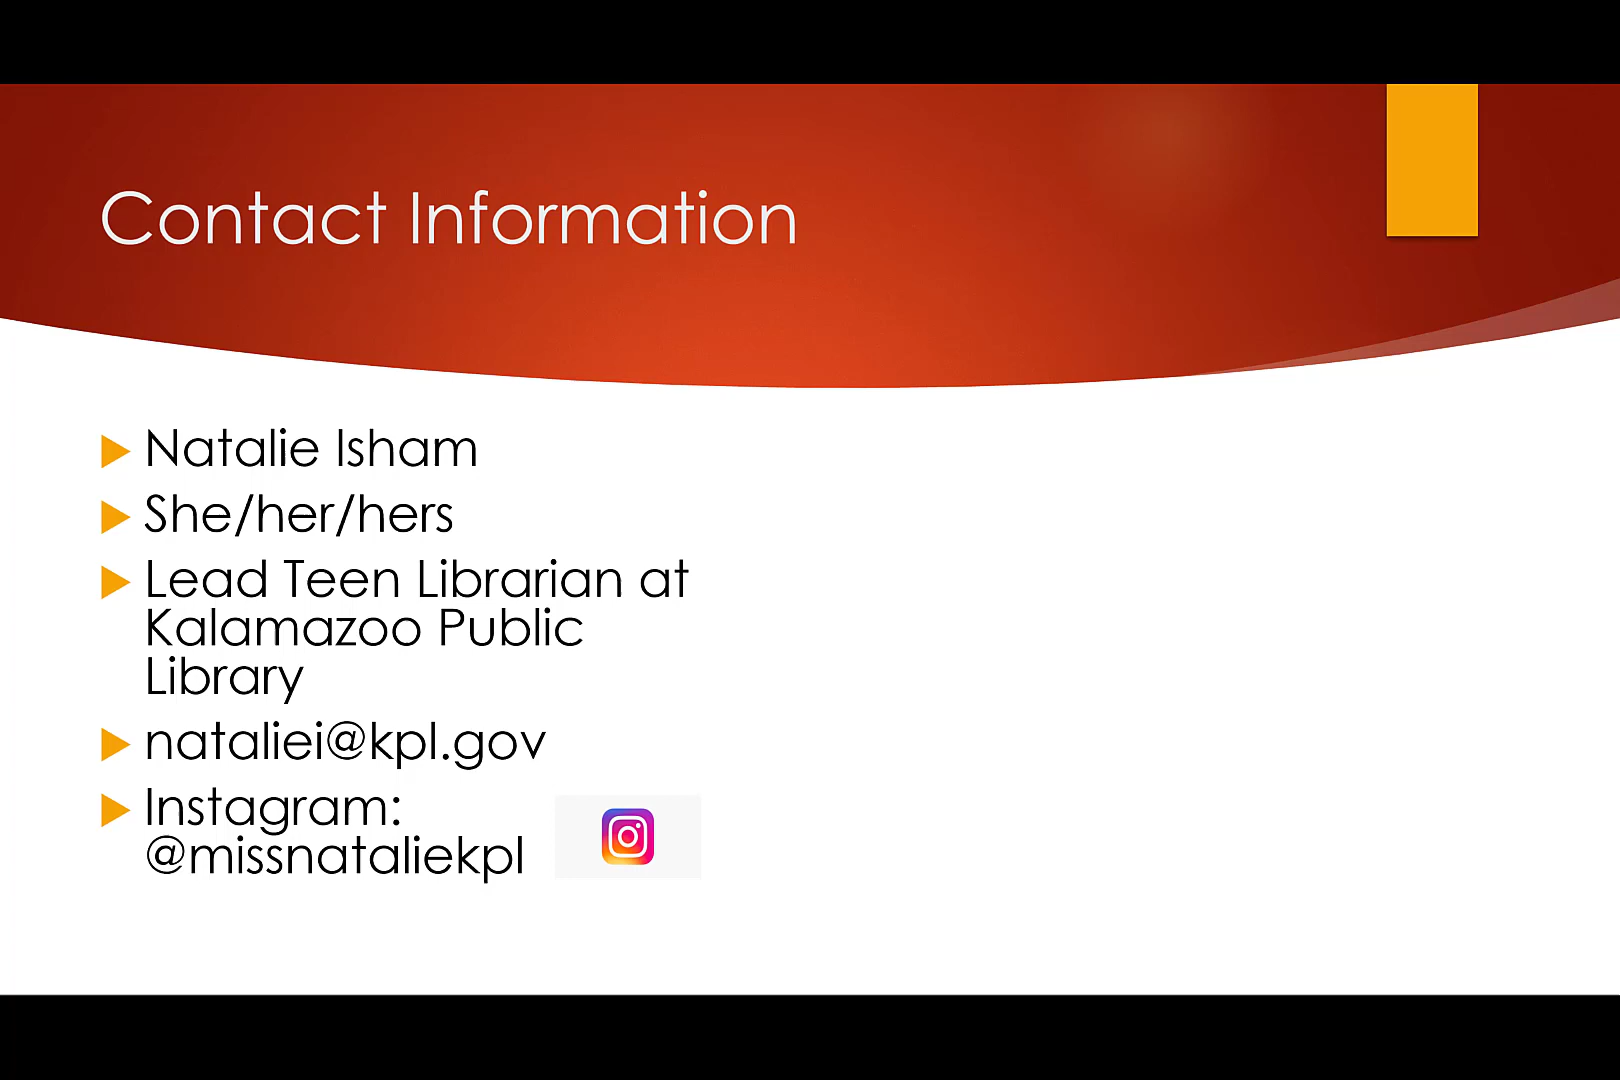 Contact Information
Natalie Isham
She/her/hers
Lead Teen Librarian at
Kalamazoo Public
Library
nataliei@kpl.gov
Instagram:
@missnataliekpl